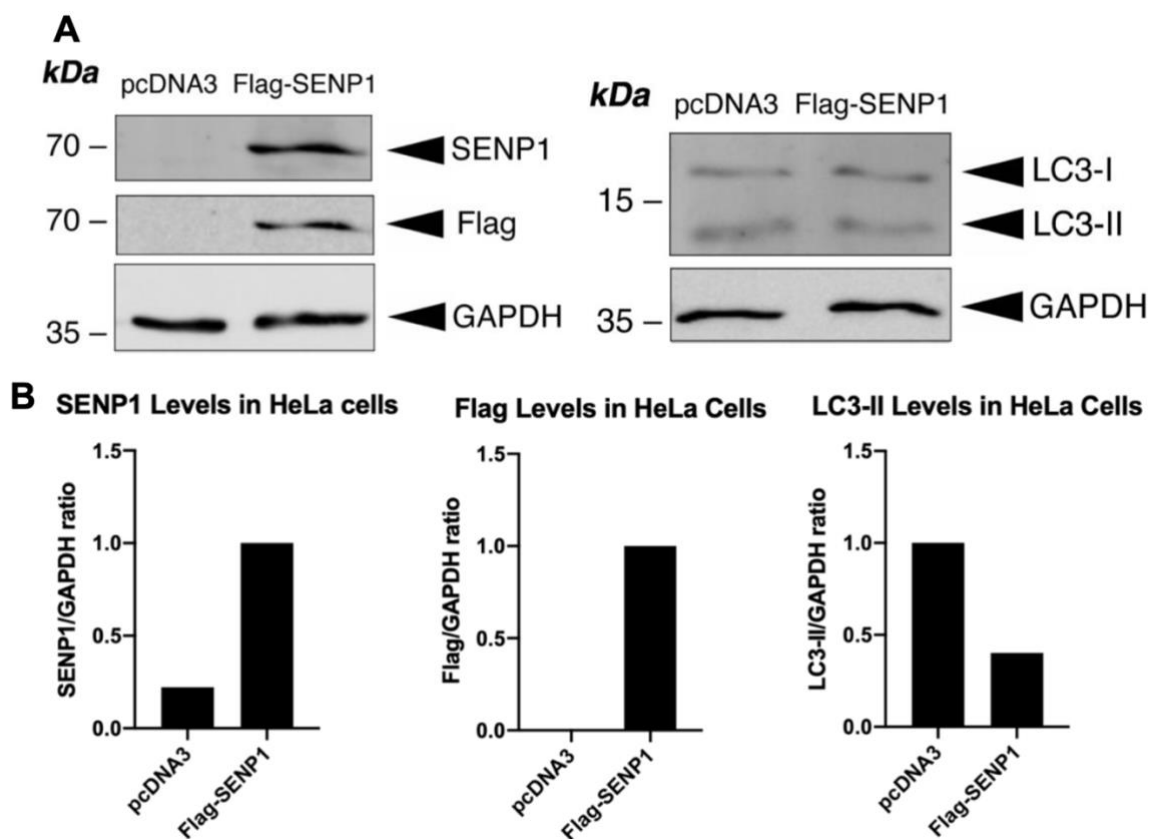 A
kDa pcDNA3 Flag-SENP1
70 – SENP1
70 – Flag
35 – GAPDH
kDa pcDNA3 Flag-SENP1
15 – LC3-I
LC3-II
35 – GAPDH
B
SENP1 Levels in HeLa cells
SENP1/GAPDH ratio
1.5
1.0
0.5
0.0
pcDNA3
Flag-SENP1
Flag Levels in HeLa Cells
Flag/GAPDH ratio
1.5
1.0
0.5
0.0
pcDNA3
Flag-SENP1
LC3-II Levels in HeLa Cells
LC3-II/GAPDH ratio
1.5
1.0
0.5
0.0
pcDNA3
Flag-SENP1